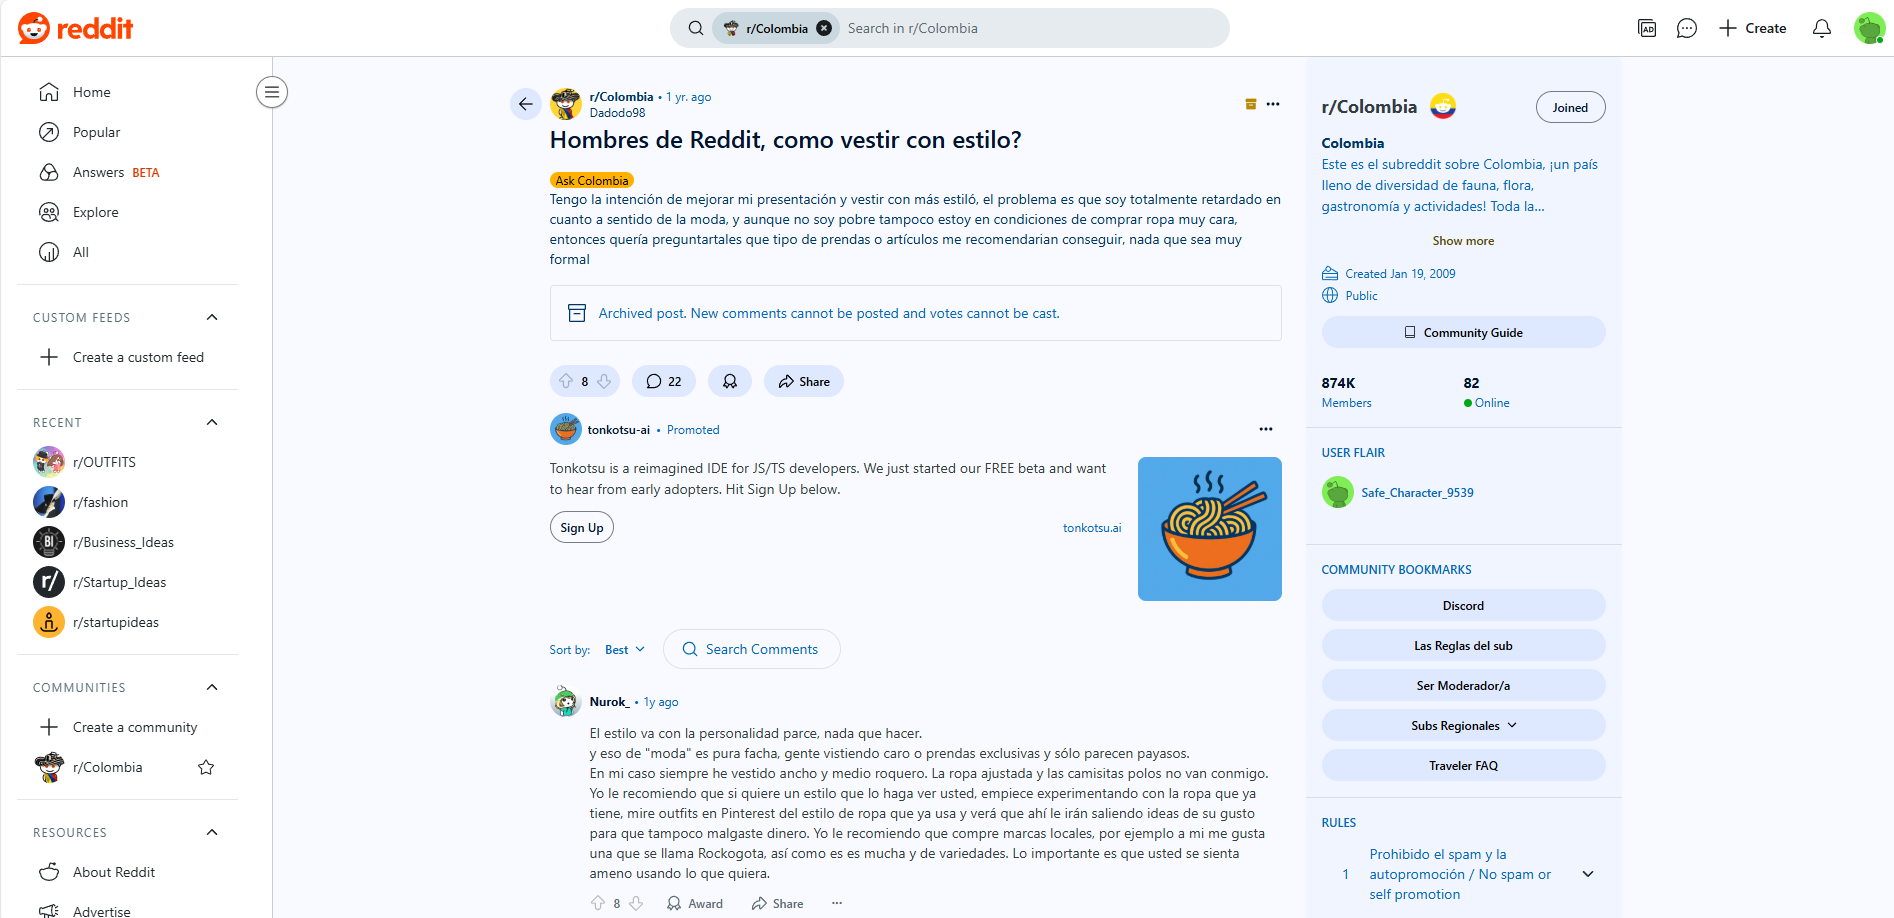 reddit
r/Colombia
Search in r/Colombia
AD
Create
Home
Popular
Answers BETA
Explore
All
CUSTOM FEEDS
Create a custom feed
RECENT
r/OUTFITS
r/fashion
BI
r/Business_Ideas
r/
r/Startup_Ideas
r/startupideas
COMMUNITIES
Create a community
r/Colombia
RESOURCES
About Reddit
Advertise
r/Colombia • 1 yr. ago
Dadodo98
Hombres de Reddit, como vestir con estilo?
Ask Colombia
Tengo la intención de mejorar mi presentación y vestir con más estiló, el problema es que soy totalmente retardado en
cuanto a sentido de la moda, y aunque no soy pobre tampoco estoy en condiciones de comprar ropa muy cara,
entonces quería preguntartales que tipo de prendas o artículos me recomendarian conseguir, nada que sea muy
formal
Archived post. New comments cannot be posted and votes cannot be cast.
8
22
Share
tonkotsu-ai • Promoted
Tonkotsu is a reimagined IDE for JS/TS developers. We just started our FREE beta and want
to hear from early adopters. Hit Sign Up below.
Sign Up
tonkotsu.ai
Sort by: Best
Search Comments
Nurok_ • 1y ago
El estilo va con la personalidad parce, nada que hacer.
y eso de "moda" es pura facha, gente vistiendo caro o prendas exclusivas y sólo parecen payasos.
En mi caso siempre he vestido ancho y medio roquero. La ropa ajustada y las camisitas polos no van conmigo.
Yo le recomiendo que si quiere un estilo que lo haga ver usted, empiece experimentando con la ropa que ya
tiene, mire outfits en Pinterest del estilo de ropa que ya usa y verá que ahí le irán saliendo ideas de su gusto
para que tampoco malgaste dinero. Yo le recomiendo que compre marcas locales, por ejemplo a mi me gusta
una que se llama Rockogota, así como es es mucha y de variedades. Lo importante es que usted se sienta
ameno usando lo que quiera.
8
Award
Share
r/Colombia
Joined
Colombia
Este es el subreddit sobre Colombia, ¡un país
lleno de diversidad de fauna, flora,
gastronomía y actividades! Toda la...
Show more
Created Jan 19, 2009
Public
Community Guide
874K
Members
82
Online
USER FLAIR
Safe_Character_9539
COMMUNITY BOOKMARKS
Discord
Las Reglas del sub
Ser Moderador/a
Subs Regionales
Traveler FAQ
RULES
1
Prohibido el spam y la
autopromoción / No spam or
self promotion